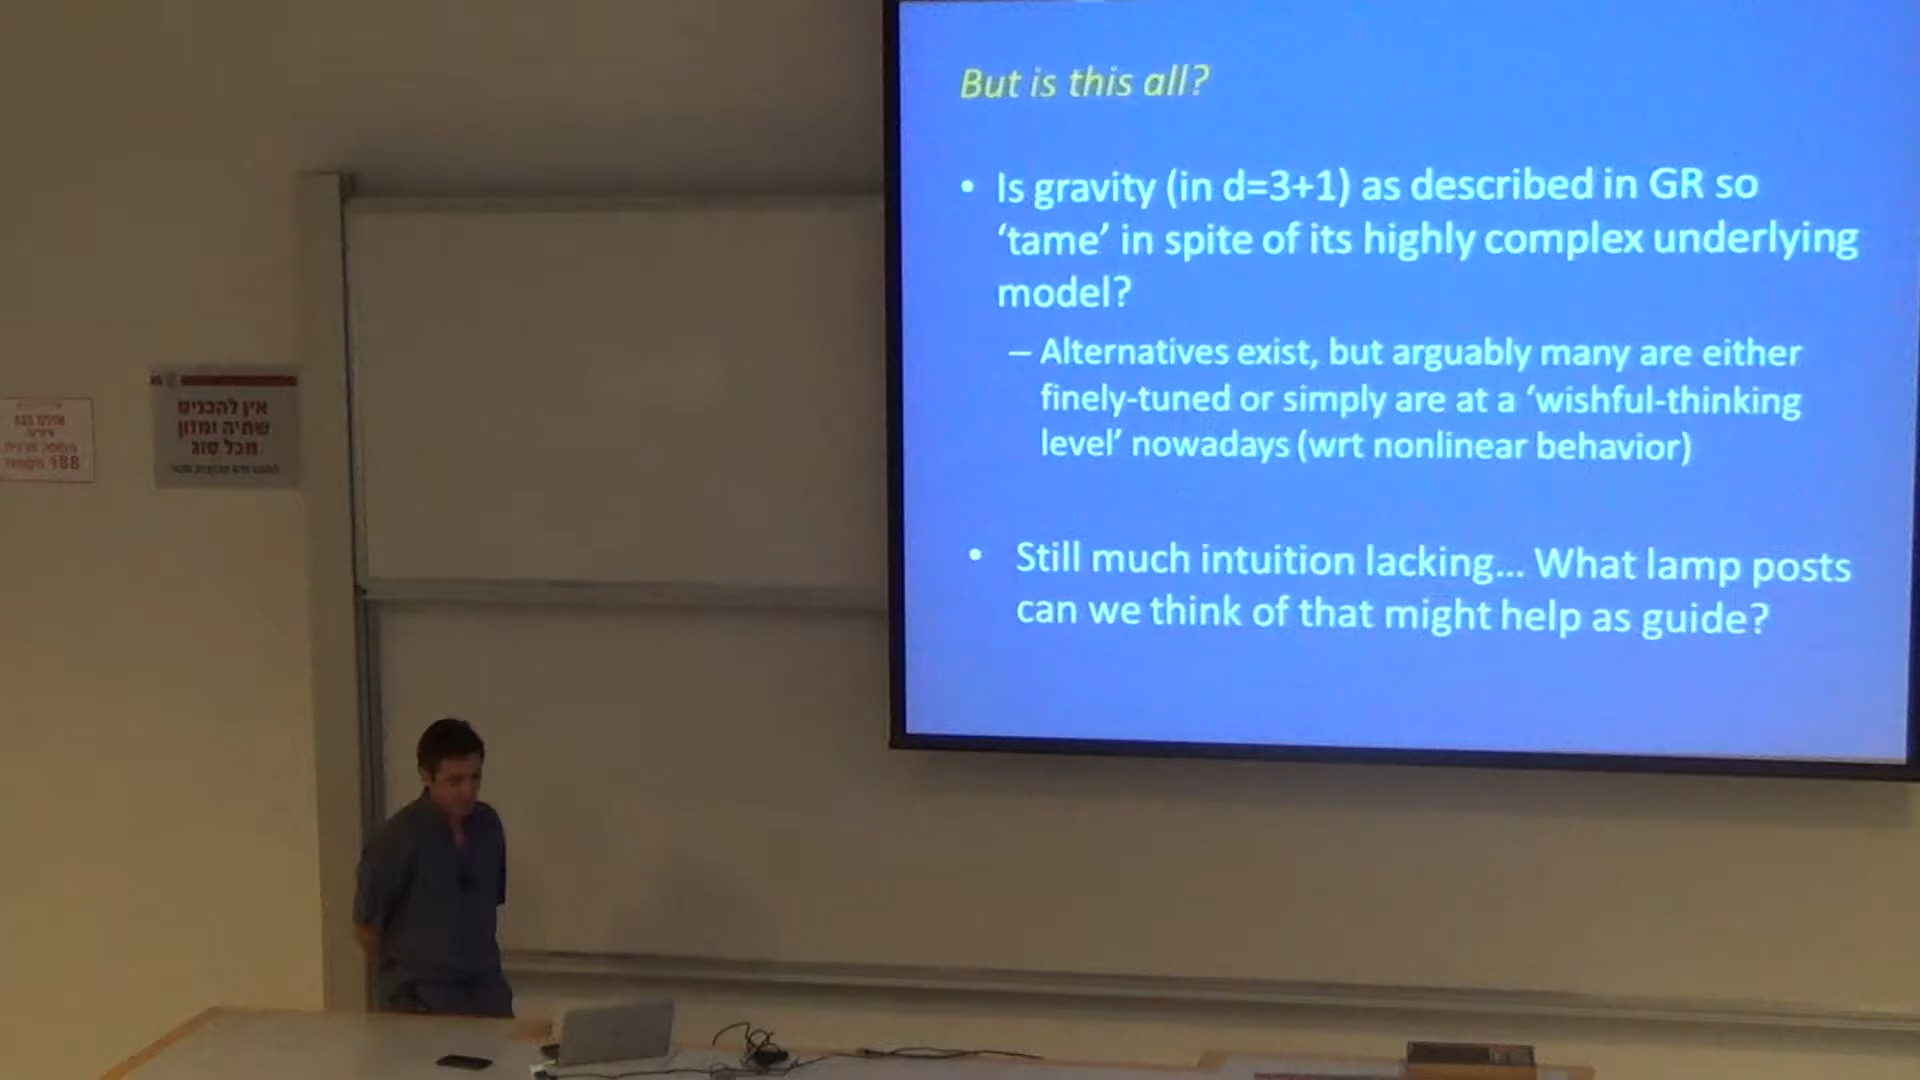 But is this all?
• Is gravity (in d=3+1) as described in GR so
‘tame’ in spite of its highly complex underlying
model?
– Alternatives exist, but arguably many are either
finely-tuned or simply are at a ‘wishful-thinking
level’ nowadays (wrt nonlinear behavior)
• Still much intuition lacking... What lamp posts
can we think of that might help as guide?
אין להכניס
שתיה ומזון
מכל סוג
188